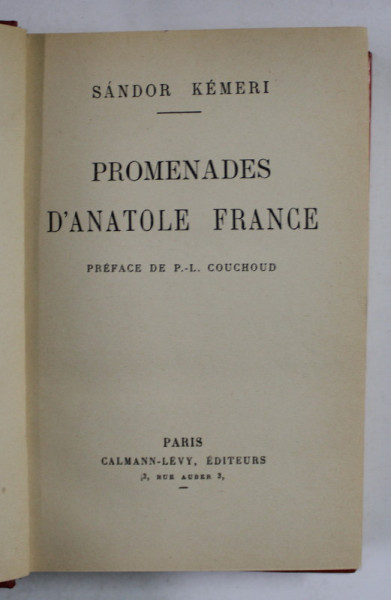 SÁNDOR KÉMERI
PROMENADES
D'ANATOLE FRANCE
PRÉFACE DE P.-L. COUCHOUD
PARIS
CALMANN-LÉVY, ÉDITEURS
3, RUE AUBER 3,